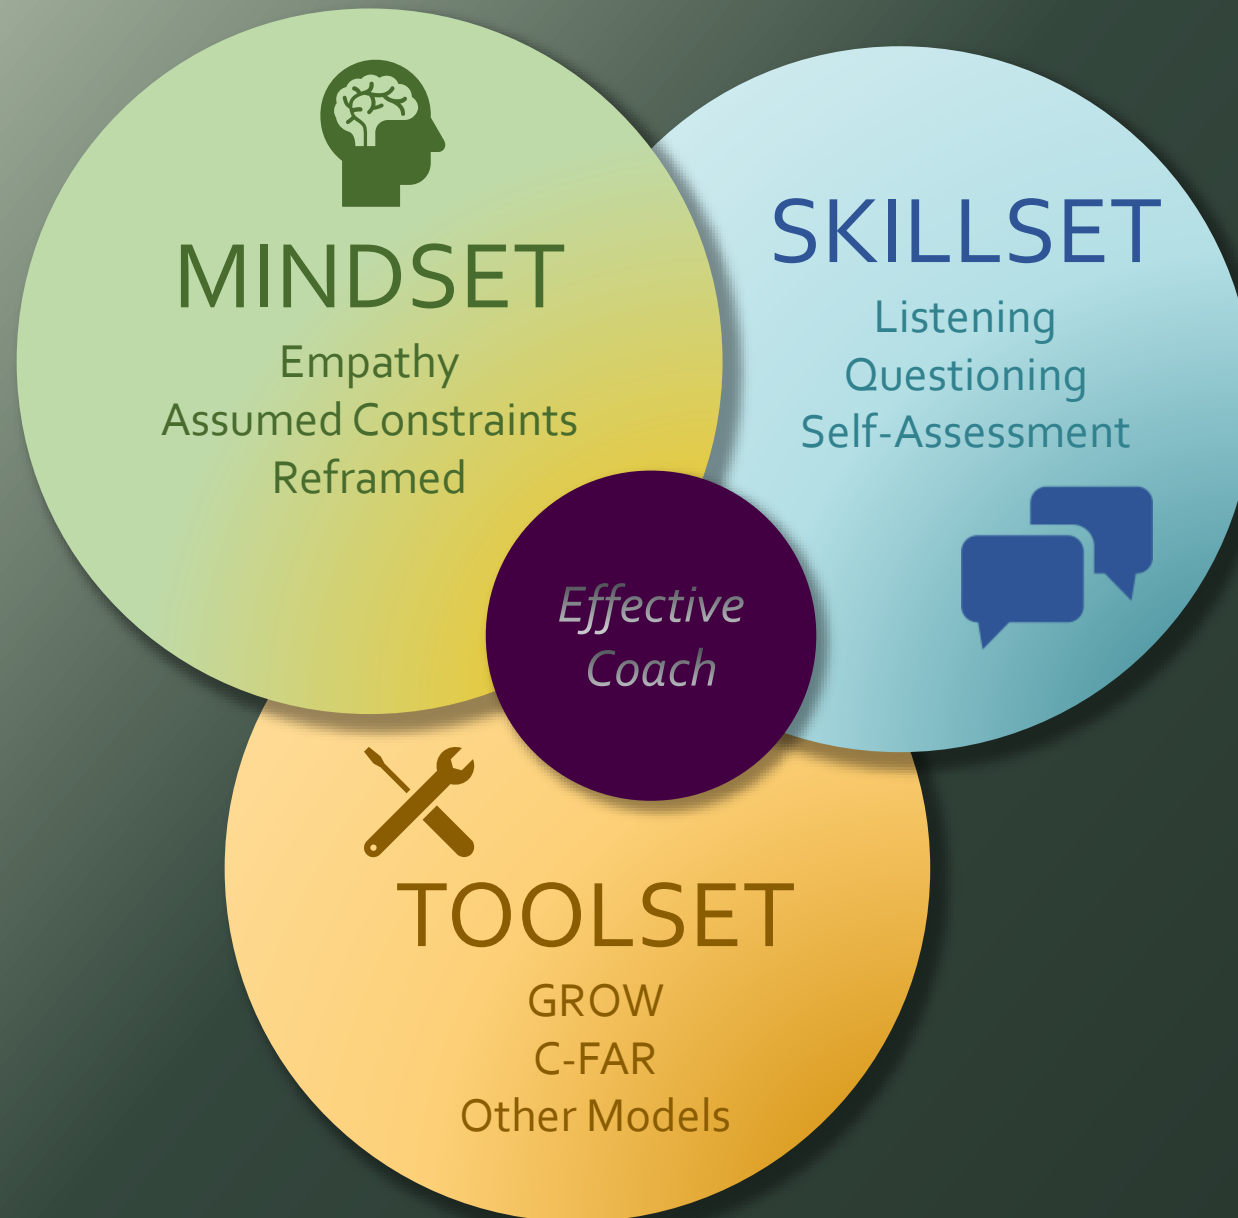 MINDSET
Empathy
Assumed Constraints
Reframed
SKILLSET
Listening
Questioning
Self-Assessment
Effective
Coach
TOOLSET
GROW
C-FAR
Other Models